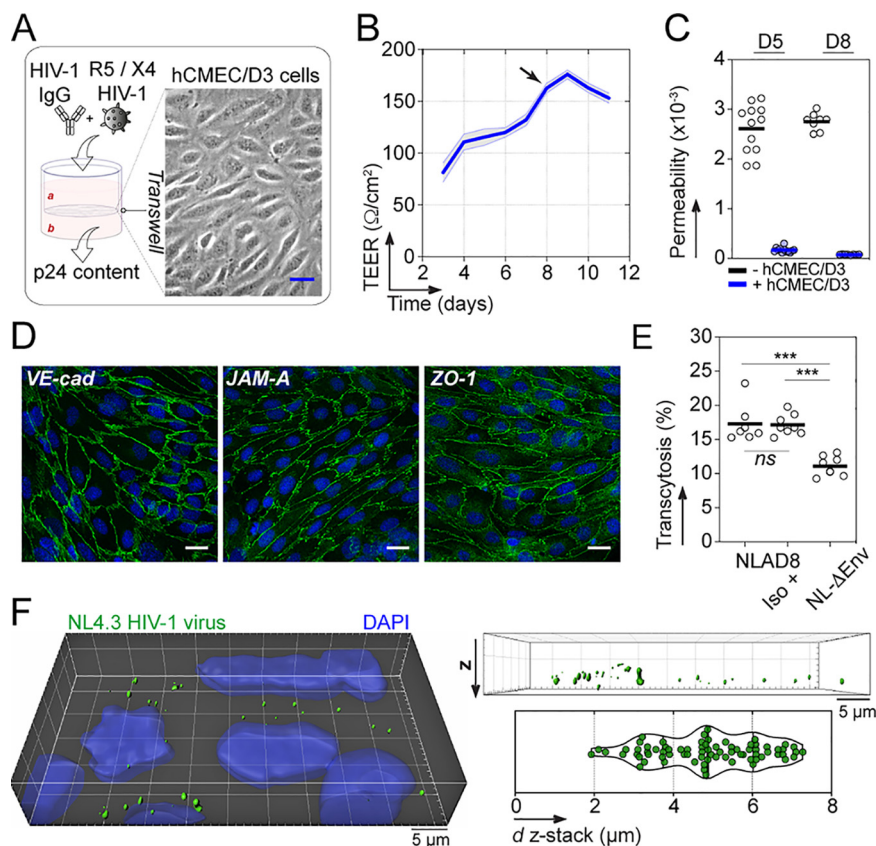 A
HIV-1 R5 / X4
IgG HIV-1
+
hCMEC/D3 cells
a
b
Transwell
p24 content
B
TEER (Ω/cm²)
200
150
100
50
0
2 4 6 8 10 12
Time (days)
C
D5 D8
Permeability (x10-3)
4
3
2
1
0
- hCMEC/D3
+ hCMEC/D3
D
VE-cad
JAM-A
ZO-1
E
Transcytosis (%)
30
25
20
15
10
5
0
***
***
ns
NLAD8
Iso +
NL-ΔEnv
F
NL4.3 HIV-1 virus DAPI
5 µm
z
5 µm
0 2 4 6 8
d z-stack (µm)